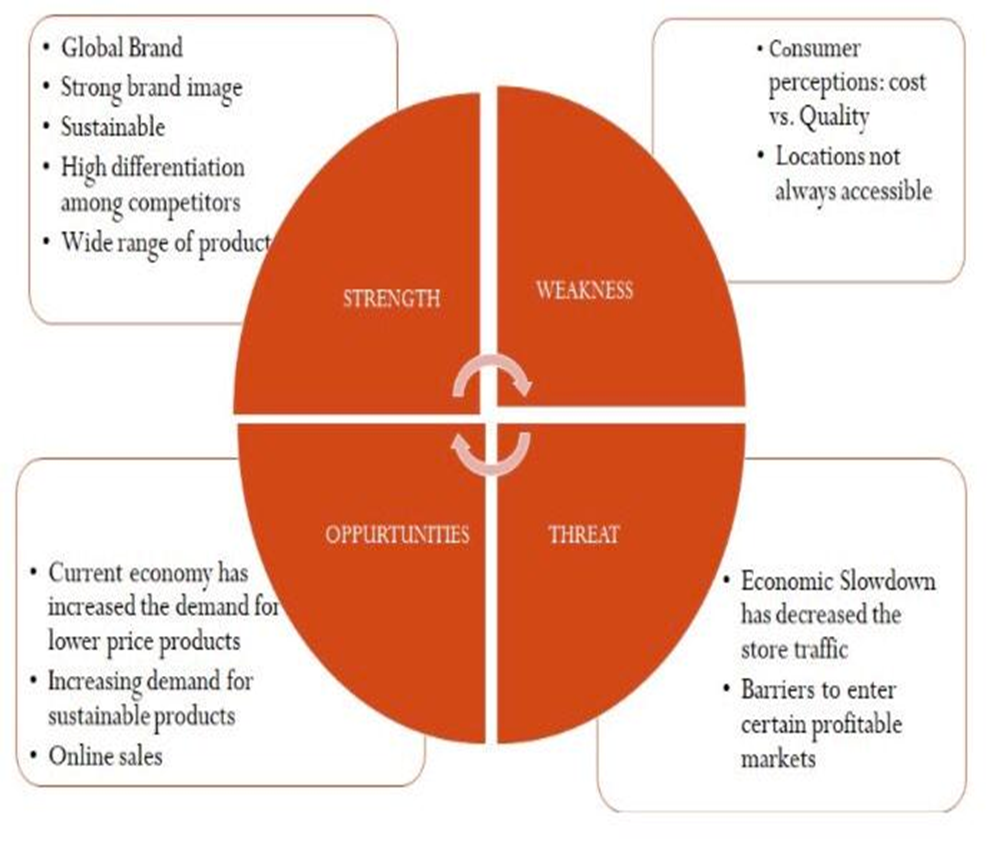 • Global Brand
• Strong brand image
• Sustainable
• High differentiation
among competitors
• Wide range of product
STRENGTH
• Consumer
perceptions: cost
vs. Quality
• Locations not
always accessible
WEAKNESS
OPPURTUNITIES
• Current economy has
increased the demand for
lower price products
• Increasing demand for
sustainable products
• Online sales
THREAT
• Economic Slowdown
has decreased the
store traffic
• Barriers to enter
certain profitable
markets